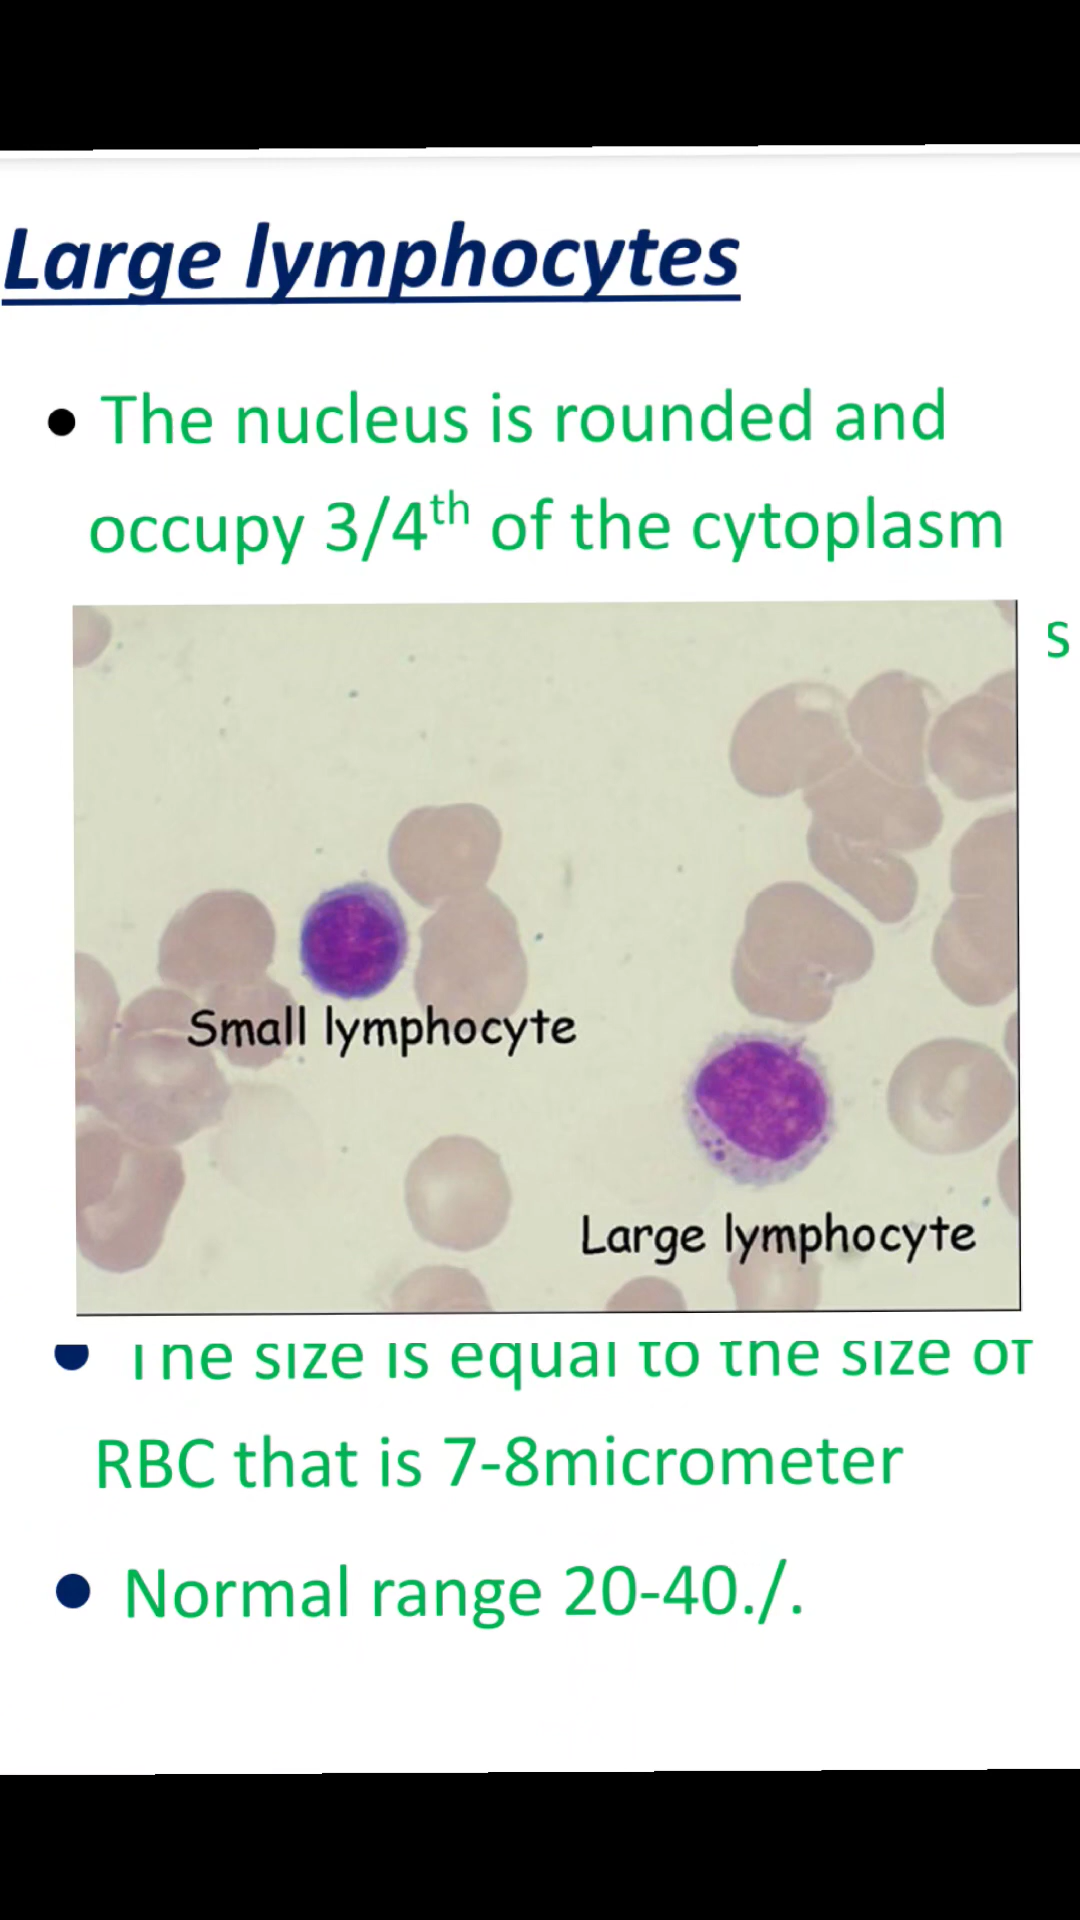 Large lymphocytes
• The nucleus is rounded and
occupy 3/4th of the cytoplasm
s
Small lymphocyte
Large lymphocyte
• The size is equal to the size of
RBC that is 7-8micrometer
• Normal range 20-40./.